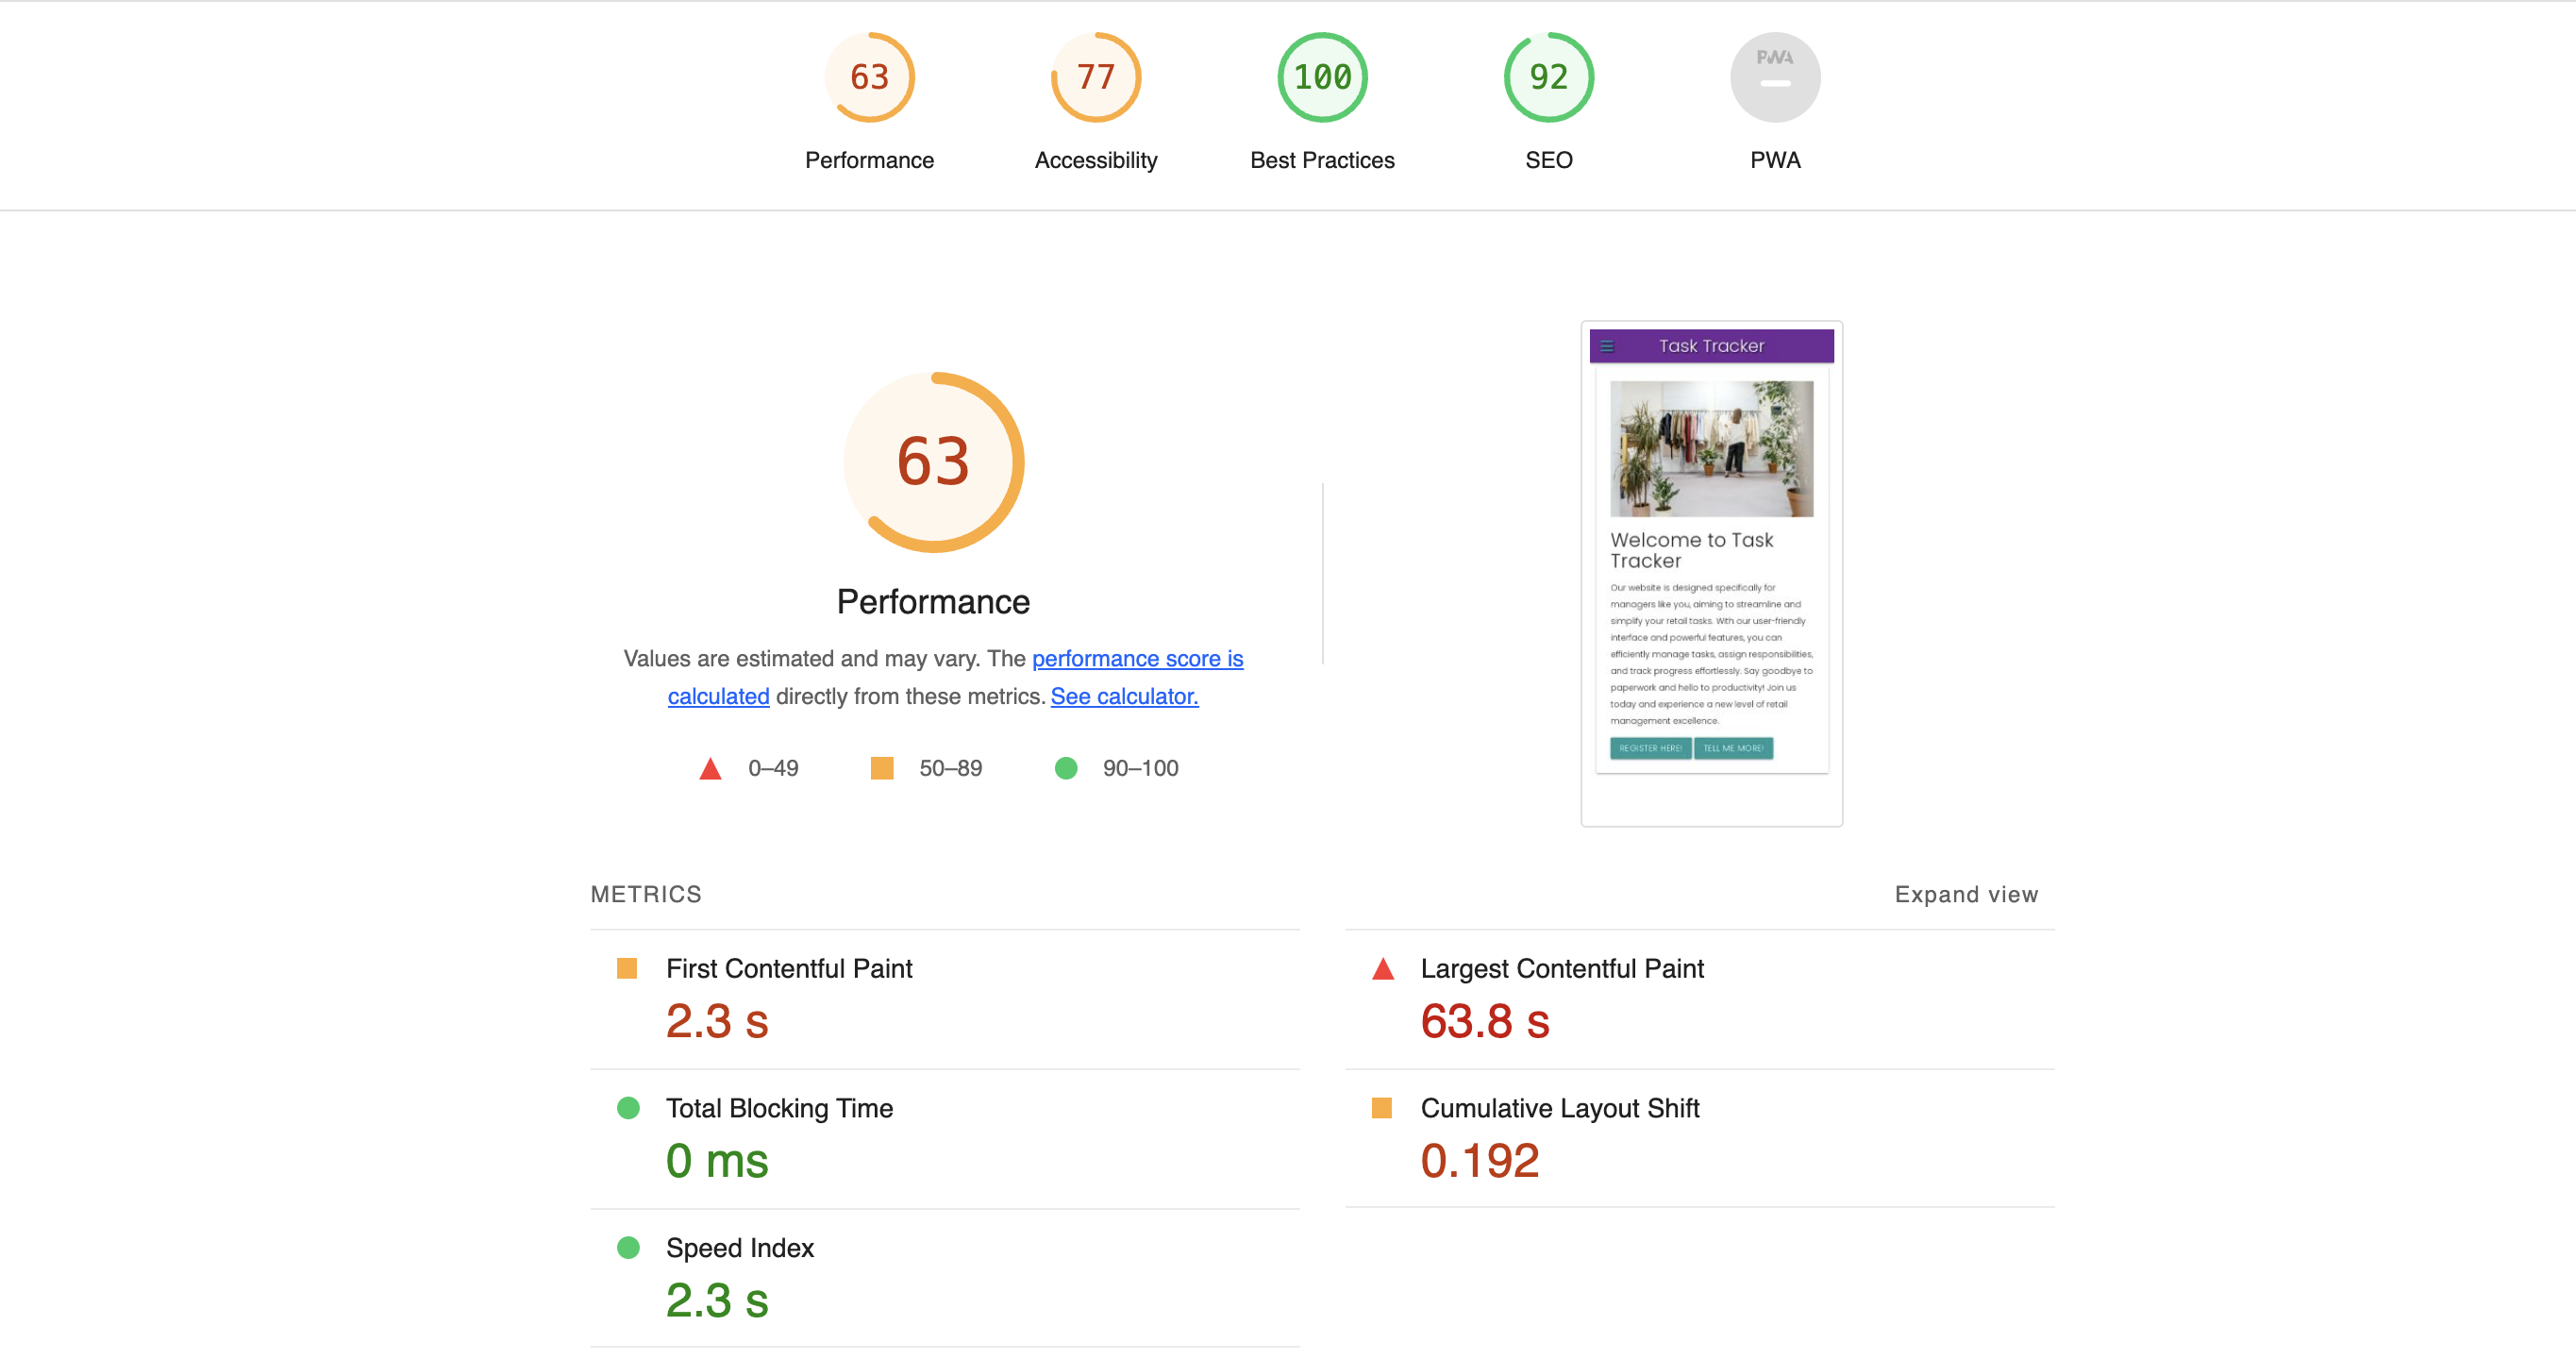 63
77
100
92
PWA
Performance
Accessibility
Best Practices
SEO
PWA
63
Performance
Values are estimated and may vary. The performance score is
calculated directly from these metrics. See calculator.
0–49
50–89
90–100
Task Tracker
Welcome to Task
Tracker
Our website is designed specifically for
managers like you, aiming to streamline and
simplify your retail tasks. With our user-friendly
interface and powerful features, you can
efficiently manage tasks, assign responsibilities,
and track progress effortlessly. Say goodbye to
paperwork and hello to productivity! Join us
today and experience a new level of retail
management excellence.
REGISTER HERE!
TELL ME MORE!
METRICS
Expand view
First Contentful Paint
2.3 s
Largest Contentful Paint
63.8 s
Total Blocking Time
0 ms
Cumulative Layout Shift
0.192
Speed Index
2.3 s